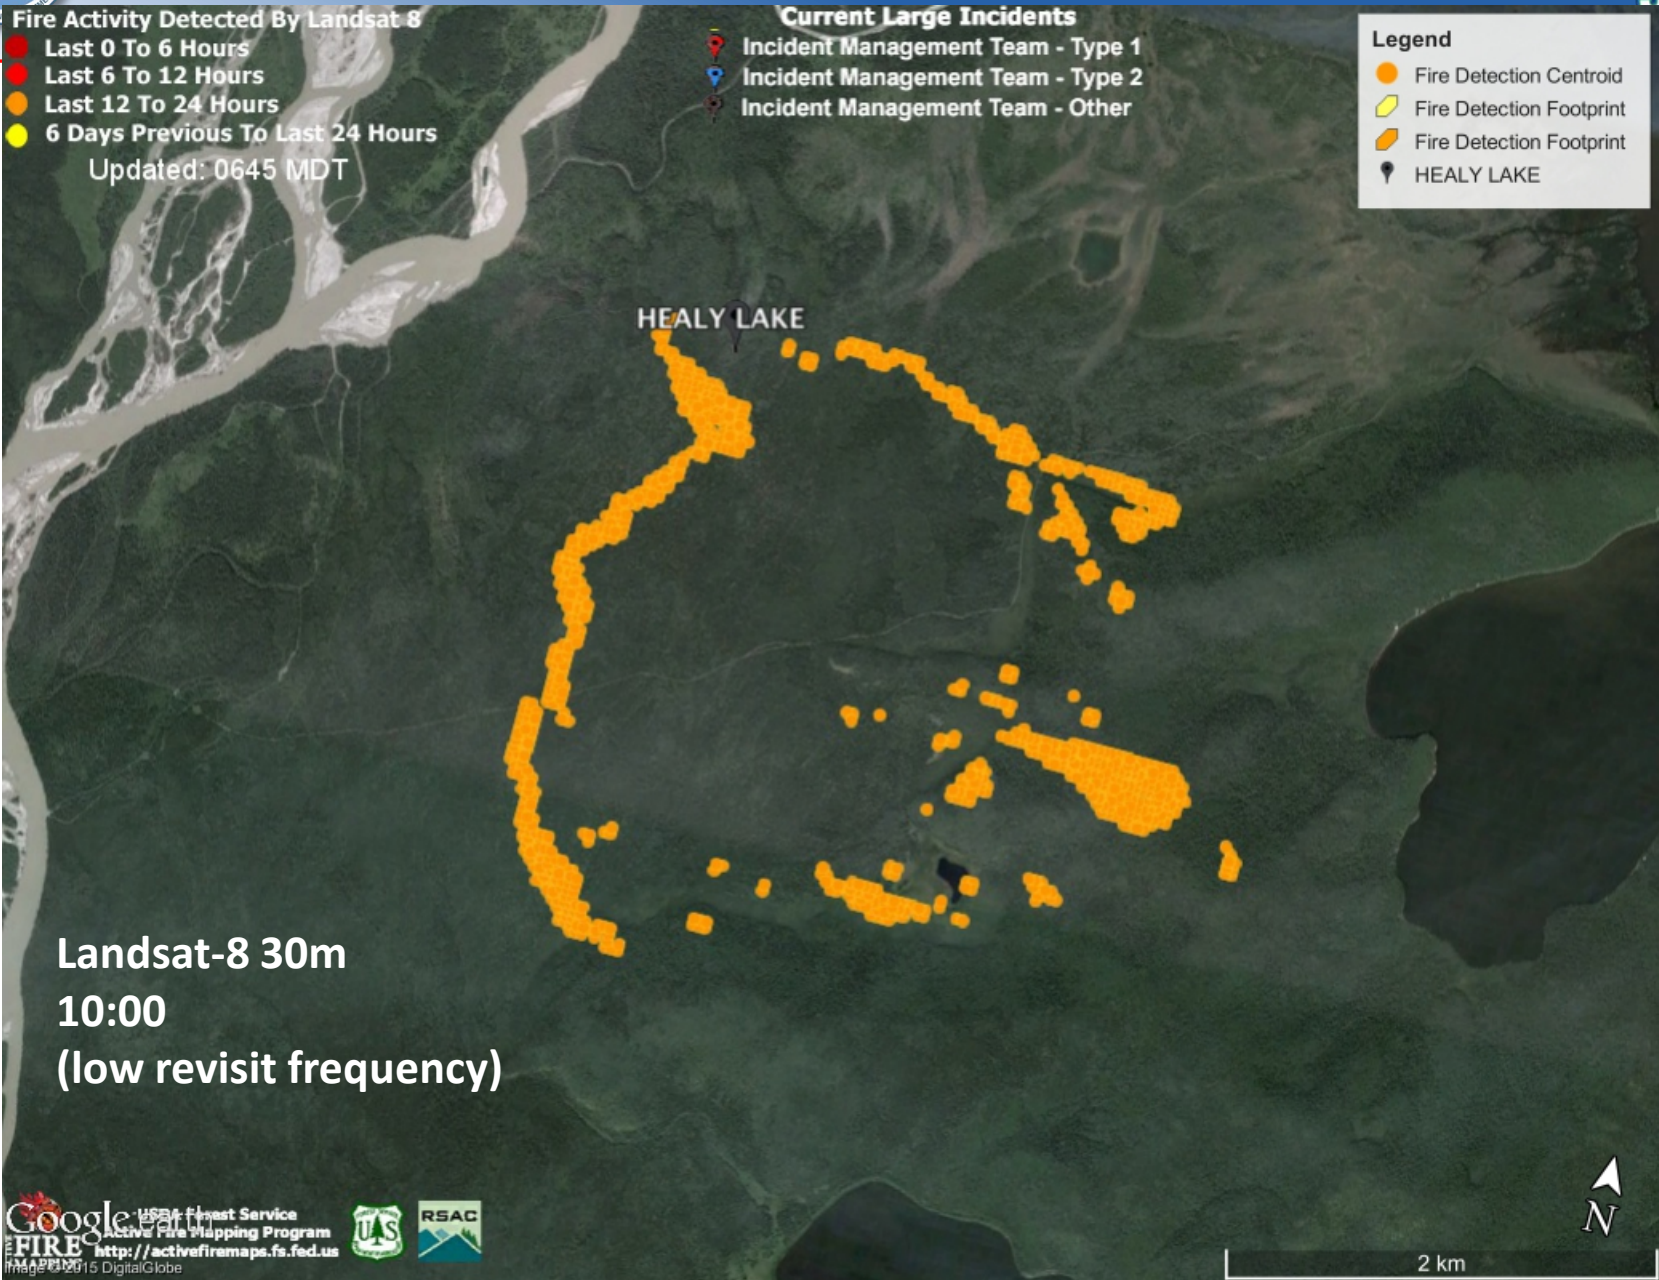 Fire Activity Detected By Landsat 8
Last 0 To 6 Hours
Last 6 To 12 Hours
Last 12 To 24 Hours
6 Days Previous To Last 24 Hours
Updated: 0645 MDT
Current Large Incidents
Incident Management Team - Type 1
Incident Management Team - Type 2
Incident Management Team - Other
Legend
Fire Detection Centroid
Fire Detection Footprint
Fire Detection Footprint
HEALY LAKE
HEALY LAKE
Landsat-8 30m
10:00
(low revisit frequency)
Google earth
USDA Forest Service
Active Fire Mapping Program
http://activefiremaps.fs.fed.us
FIRE
MAPPING
Image © 2015 DigitalGlobe
U S
RSAC
N
2 km